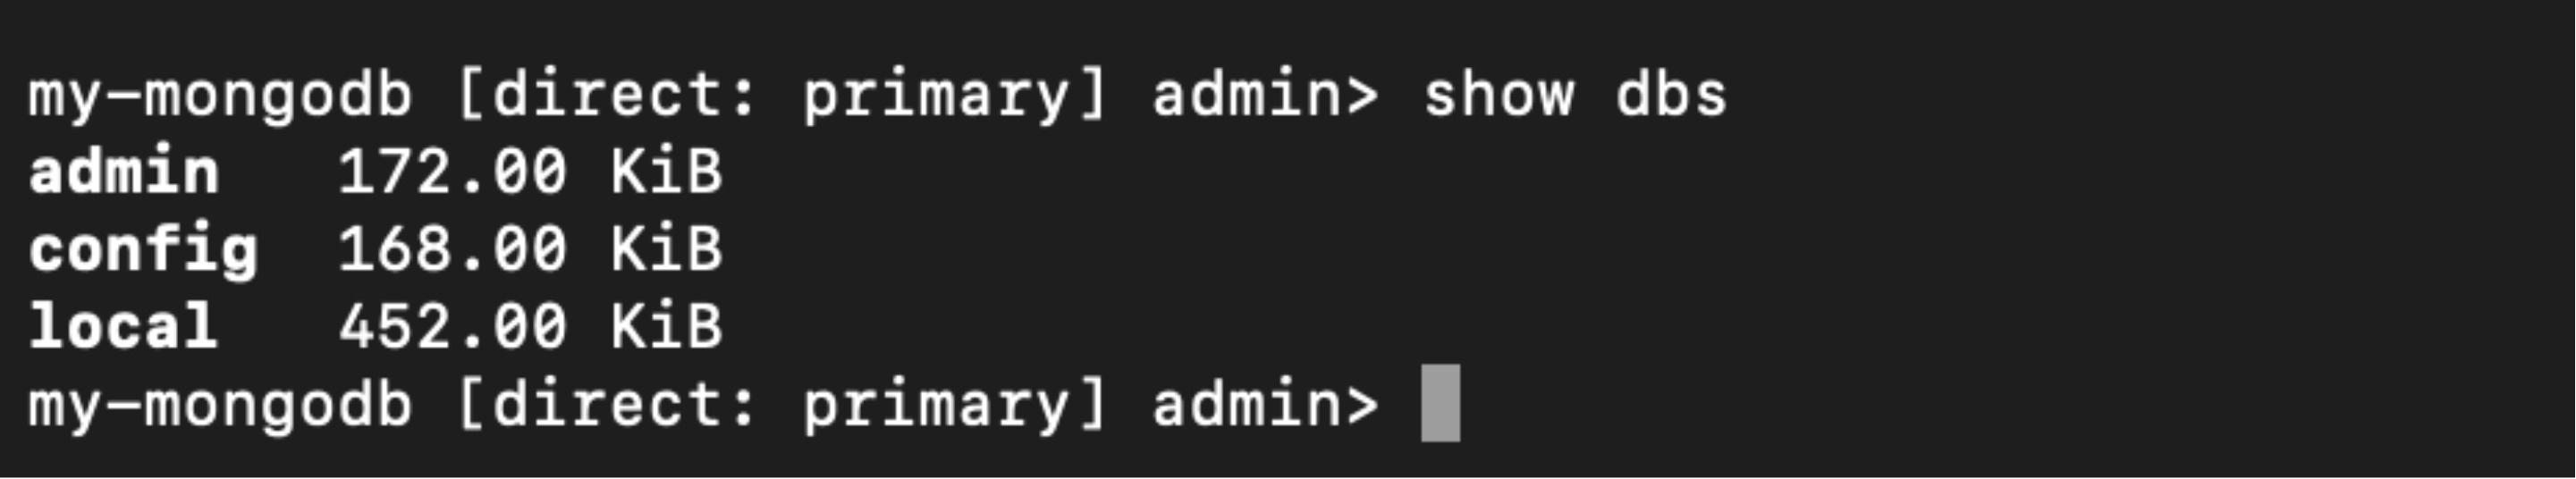 my-mongodb [direct: primary] admin> show dbs
admin   172.00 KiB
config  168.00 KiB
local   452.00 KiB
my-mongodb [direct: primary] admin>